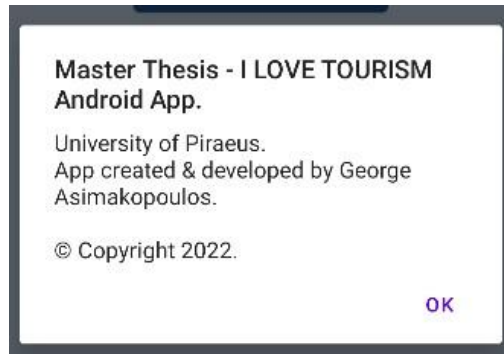 Master Thesis - I LOVE TOURISM
Android App.
University of Piraeus.
App created & developed by George
Asimakopoulos.
© Copyright 2022.
OK